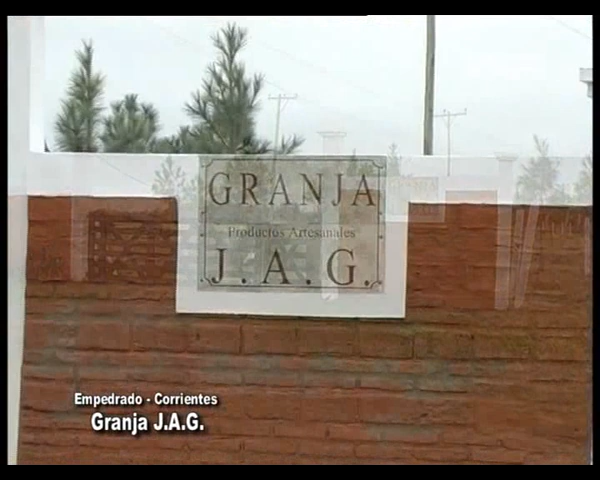 GRANJA
Productos Artesanales
J.A.G.
Empedrado - Corrientes
Granja J.A.G.